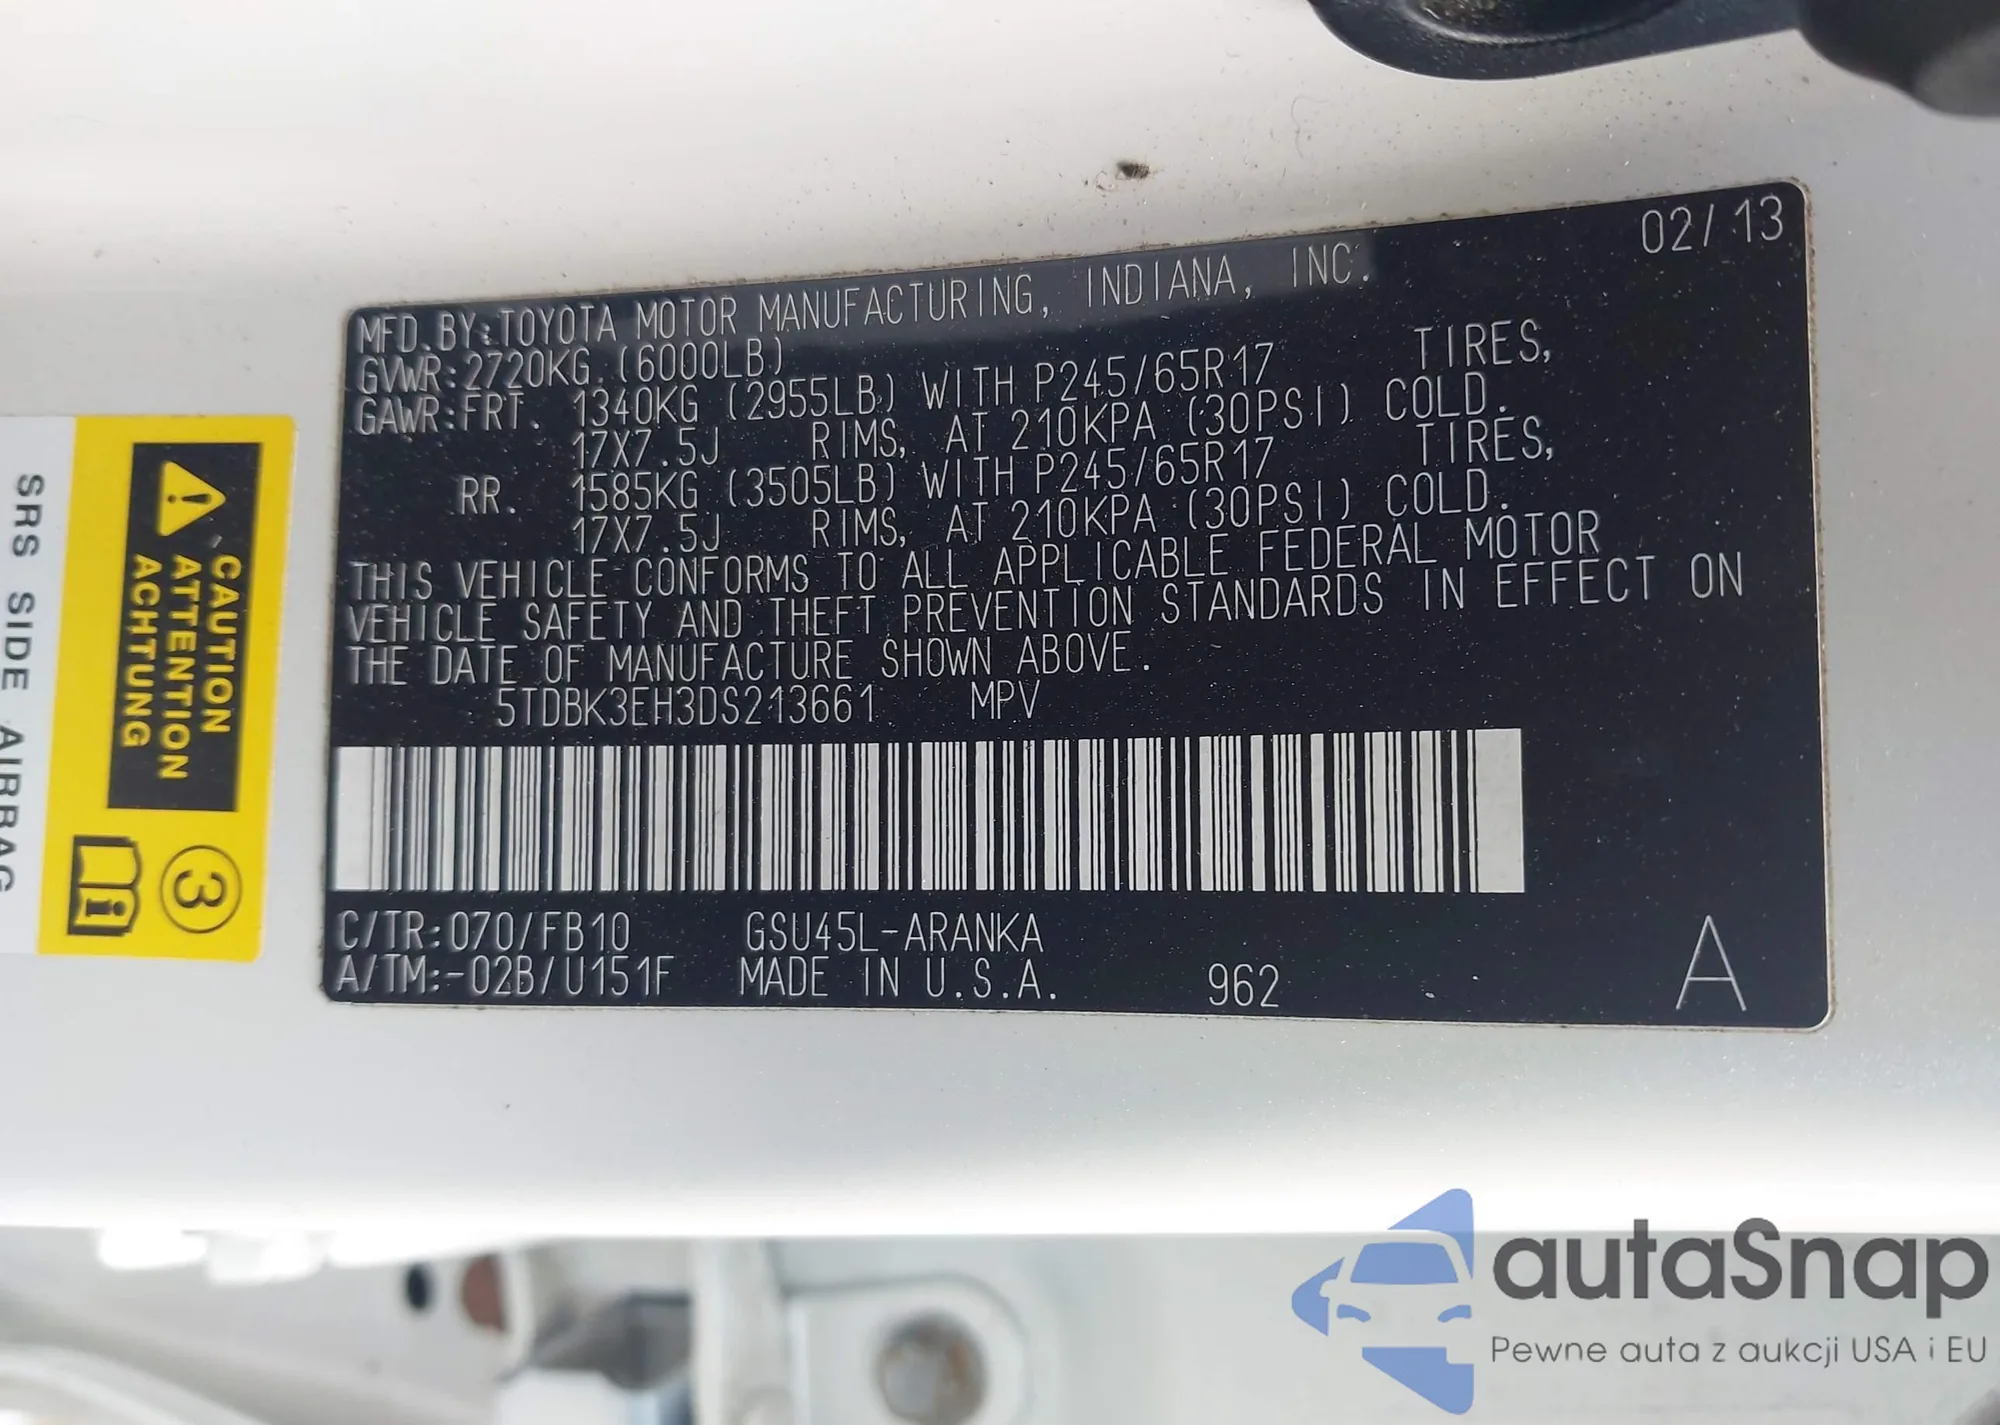 02/13
MFD.BY:TOYOTA MOTOR MANUFACTURING, INDIANA, INC.
GVWR:2720KG.(6000LB)
GAWR:FRT. 1340KG (2955LB) WITH P245/65R17 TIRES,
17X7.5J RIMS, AT 210KPA (30PSI) COLD.
RR. 1585KG (3505LB) WITH P245/65R17 TIRES,
17X7.5J RIMS, AT 210KPA (30PSI) COLD.
THIS VEHICLE CONFORMS TO ALL APPLICABLE FEDERAL MOTOR
VEHICLE SAFETY AND THEFT PREVENTION STANDARDS IN EFFECT ON
THE DATE OF MANUFACTURE SHOWN ABOVE.
5TDBK3EH3DS213661 MPV
C/TR:070/FB10 GSU45L-ARANKA
A/TM:-02B/U151F MADE IN U.S.A. 962 A
CAUTION
ATTENTION
ACHTUNG
3
i
SRS SIDE AIRBAG
autaSnap
Pewne auta z aukcji USA i EU